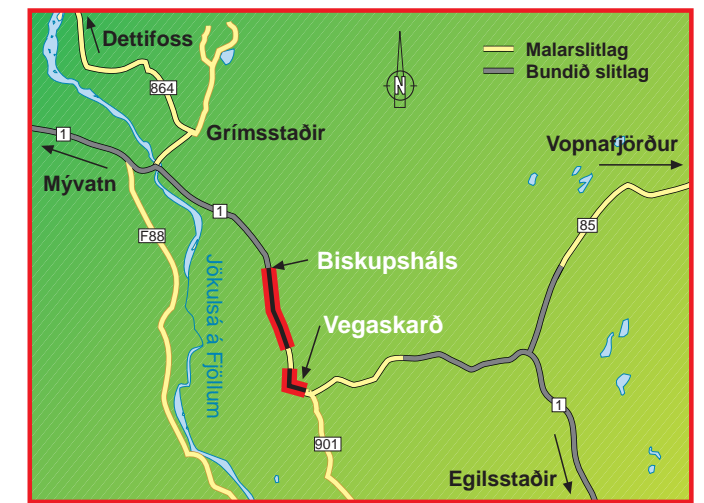 Dettifoss
Malarslitlag
Bundið slitlag
864
N
1
Grímsstaðir
Vopnafjörður
Mývatn
1
85
F88
Biskupsháls
Jökulsá á Fjöllum
Vegaskarð
1
901
Egilsstaðir